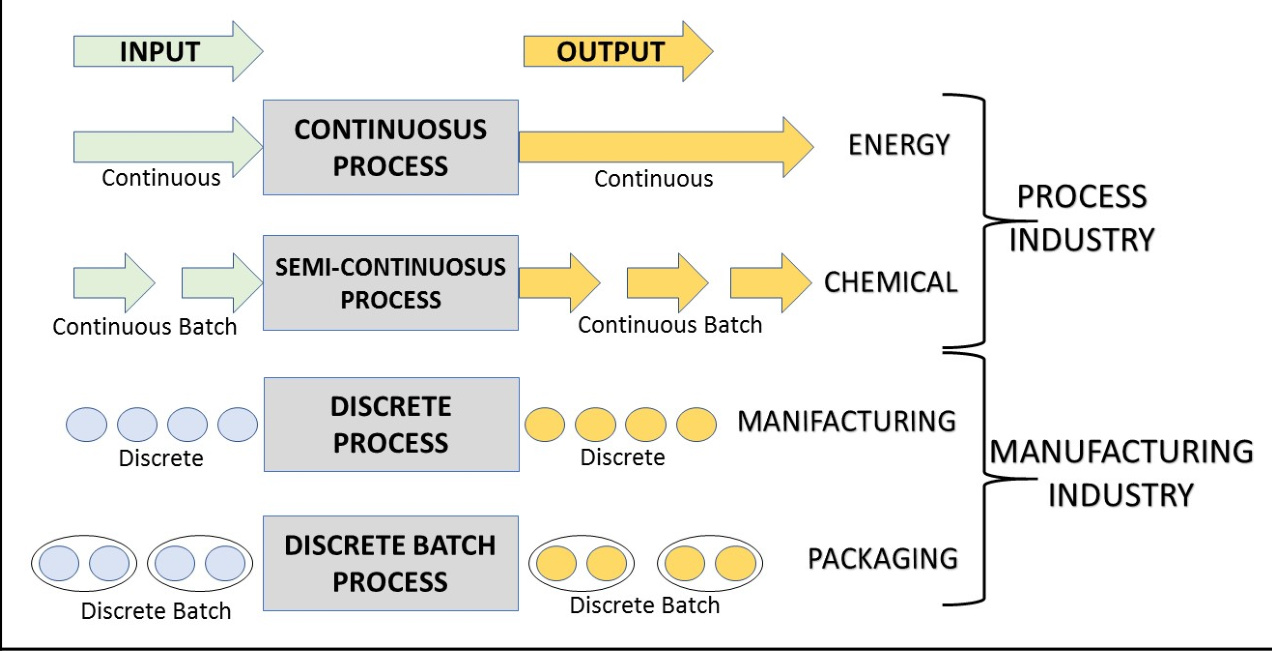 INPUT
OUTPUT
CONTINUOSUS
PROCESS
Continuous
Continuous
ENERGY
SEMI-CONTINUOSUS
PROCESS
Continuous Batch
Continuous Batch
CHEMICAL
PROCESS
INDUSTRY
DISCRETE
PROCESS
Discrete
Discrete
MANIFACTURING
DISCRETE BATCH
PROCESS
Discrete Batch
Discrete Batch
PACKAGING
MANUFACTURING
INDUSTRY